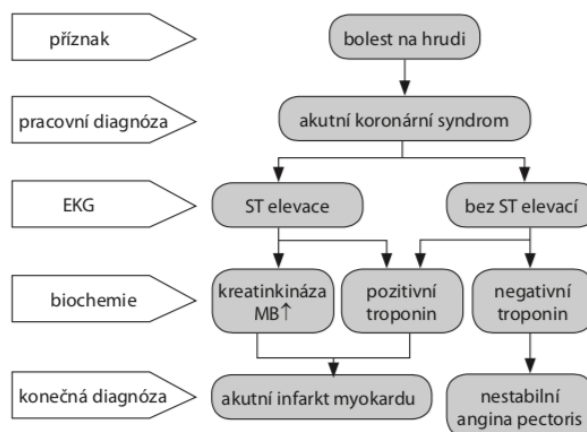 příznak
bolest na hrudi
pracovní diagnóza
akutní koronární syndrom
EKG
ST elevace
bez ST elevací
biochemie
kreatinkináza
MB↑
pozitivní
troponin
negativní
troponin
konečná diagnóza
akutní infarkt myokardu
nestabilní
angina pectoris